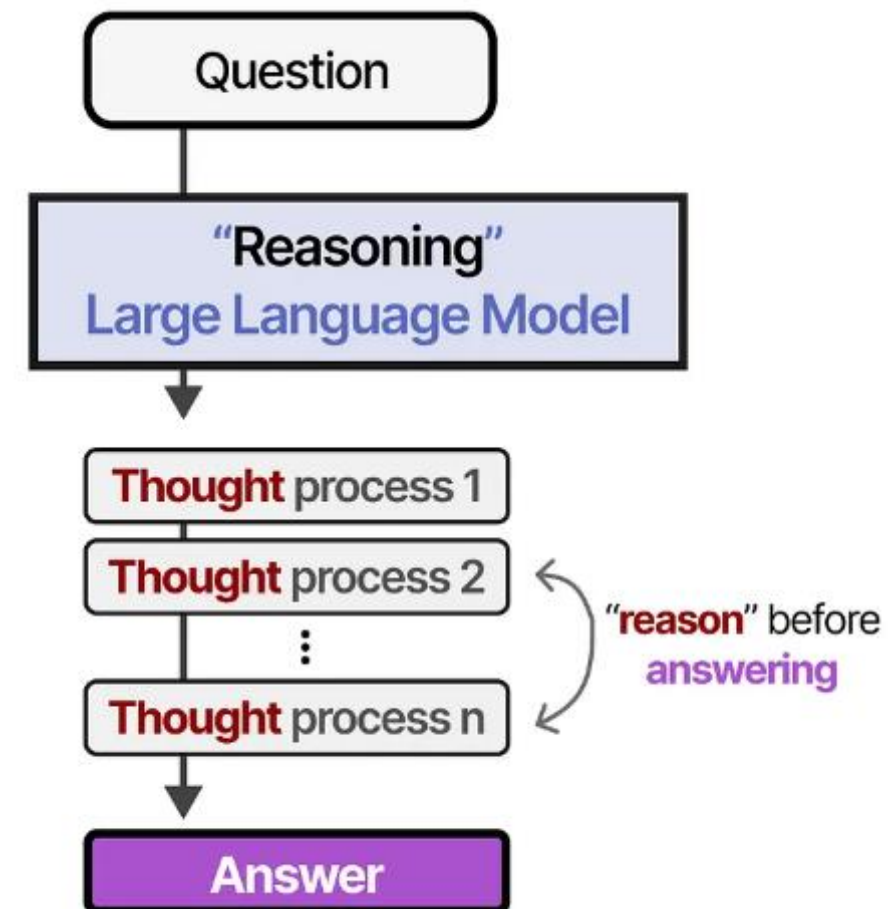 Question
“Reasoning”
Large Language Model
Thought process 1
Thought process 2
⋮
Thought process n
“reason” before
answering
Answer